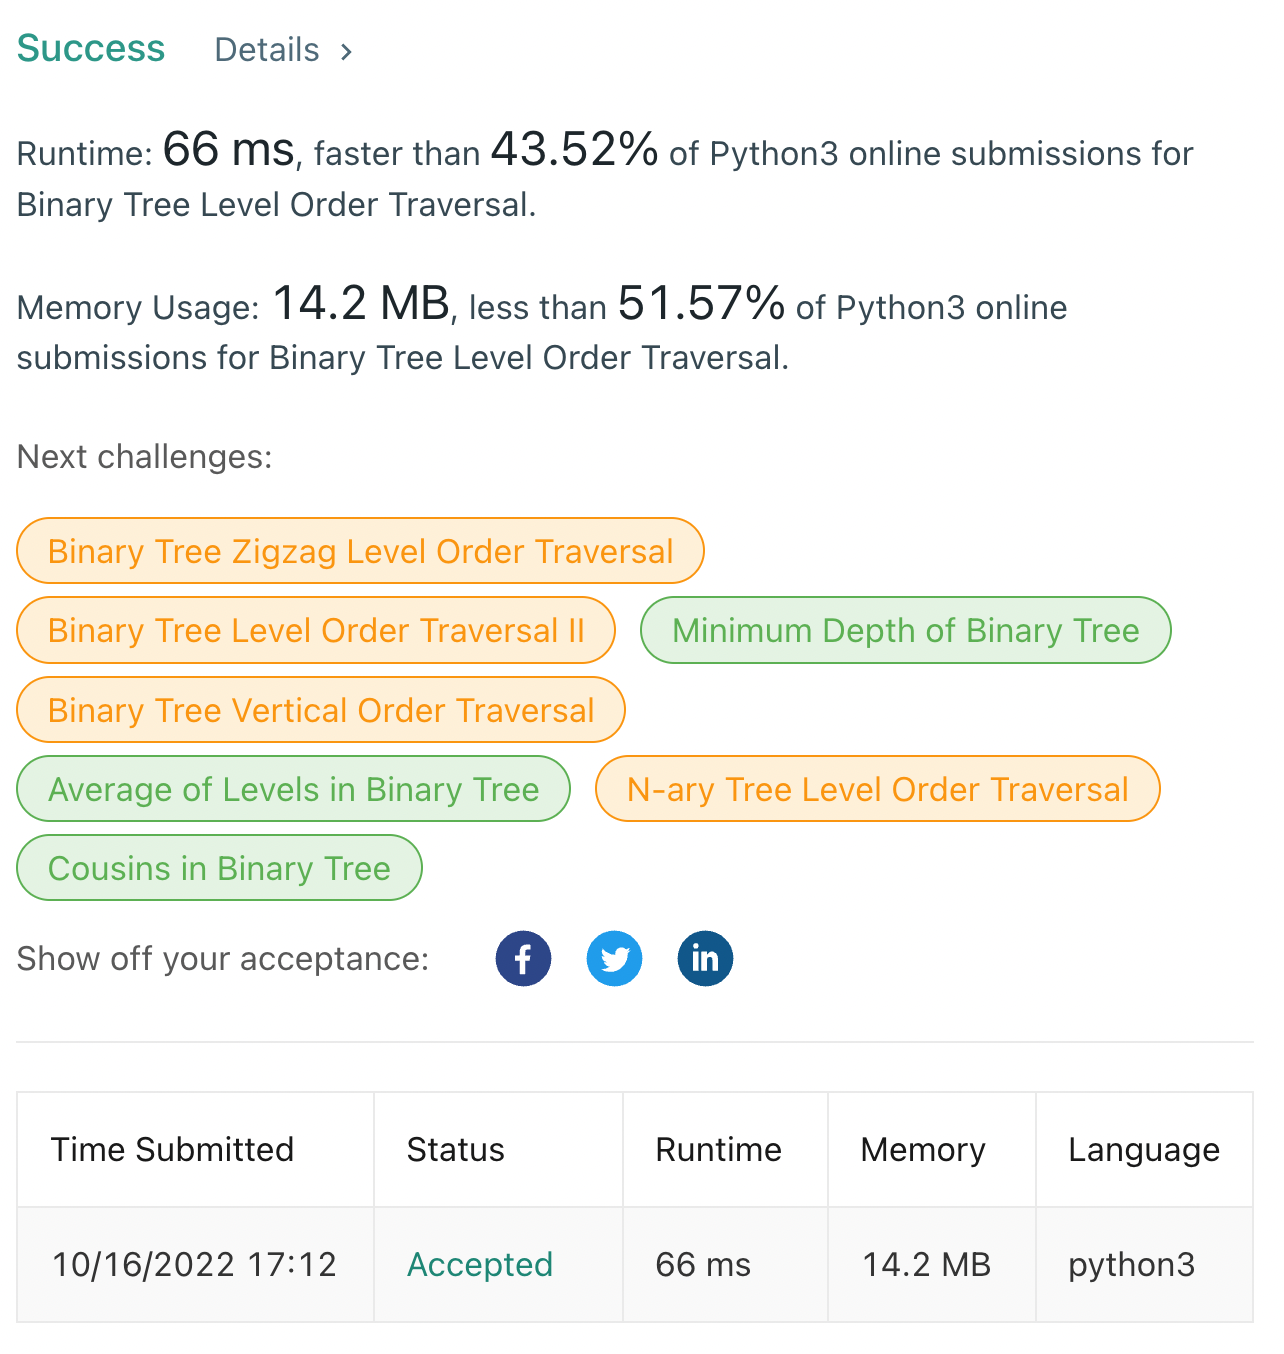 Success Details >
Runtime: 66 ms, faster than 43.52% of Python3 online submissions for
Binary Tree Level Order Traversal.
Memory Usage: 14.2 MB, less than 51.57% of Python3 online
submissions for Binary Tree Level Order Traversal.
Next challenges:
Binary Tree Zigzag Level Order Traversal
Binary Tree Level Order Traversal II Minimum Depth of Binary Tree
Binary Tree Vertical Order Traversal
Average of Levels in Binary Tree N-ary Tree Level Order Traversal
Cousins in Binary Tree
Show off your acceptance: f in
Time Submitted Status Runtime Memory Language
10/16/2022 17:12 Accepted 66 ms 14.2 MB python3